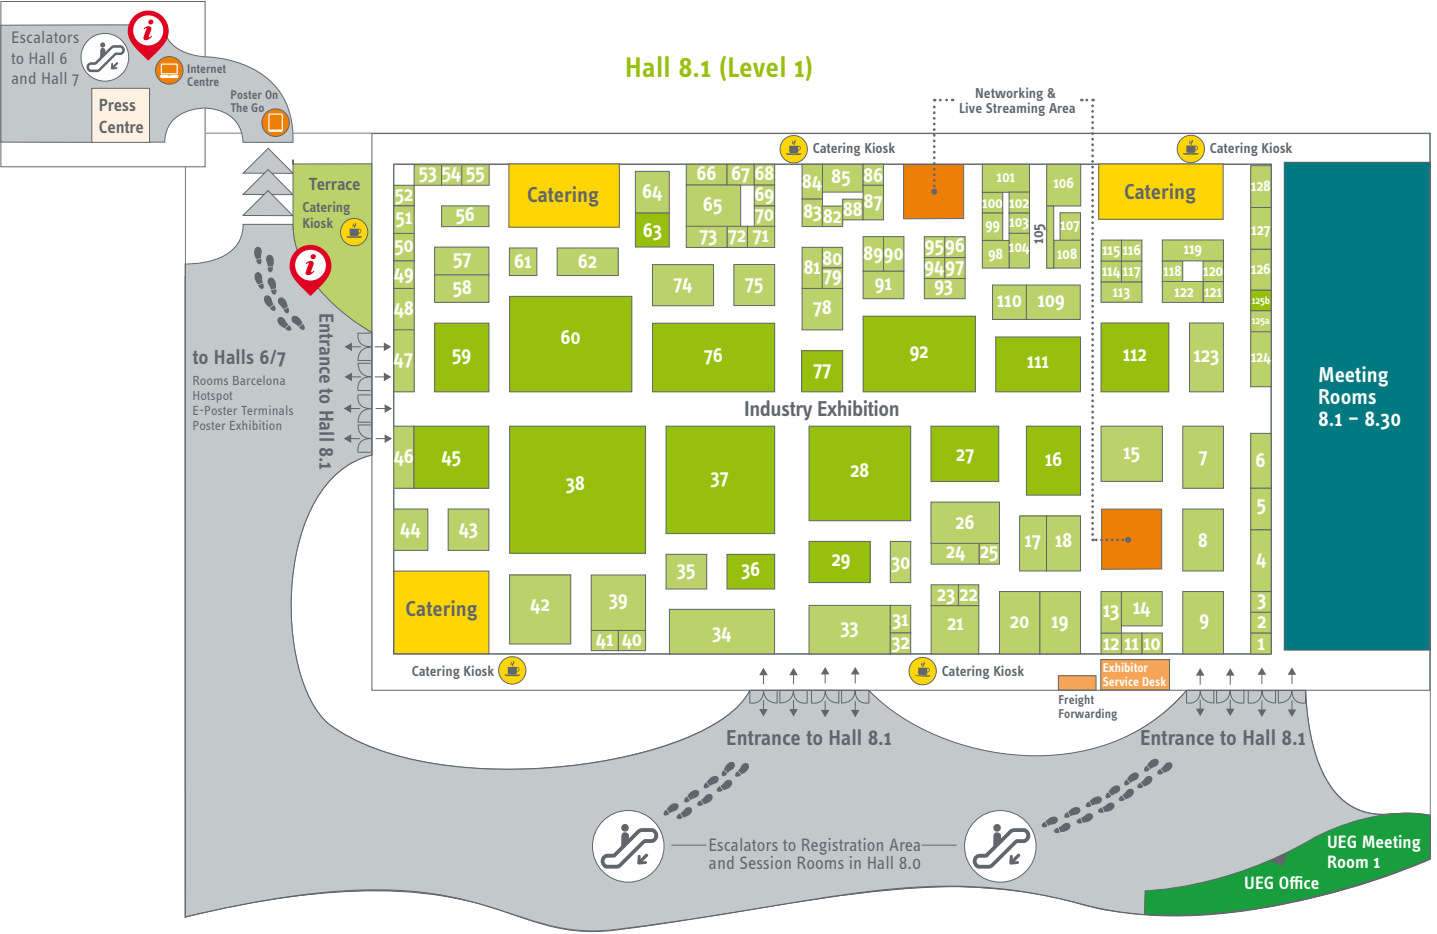 Hall 8.1 (Level 1)
Escalators
to Hall 6
and Hall 7
i
Internet
Centre
Press
Centre
Poster On
The Go
Networking &
Live Streaming Area
Catering Kiosk
Catering Kiosk
Terrace
Catering
Kiosk
i
to Halls 6/7
Rooms Barcelona
Hotspot
E-Poster Terminals
Poster Exhibition
Entrance to Hall 8.1
53 54 55
52
51
50
49
48
47
56
57
58
59
Catering
61
62
60
64
63
66 67 68
65
69
70
73 72 71
74
75
76
84 85 86
83 82 88 87
81 80
79
78
77
89 90
91
95 96
94 97
93
92
101
100 102
99 103
98 104
105
106
107
108
110 109
111
Catering
115 116
114 117
113
119
118 120
122 121
112
123
128
127
126
125b
125a
124
Meeting
Rooms
8.1 – 8.30
Industry Exhibition
46 45
44
43
Catering
38
42
39
41 40
37
35
36
34
28
29
30
33
31
32
27
26
24 25
23 22
21
16
17 18
20 19
15
13 14
12 11 10
7
8
9
6
5
4
3
2
1
Catering Kiosk
Catering Kiosk
Exhibitor
Service Desk
Freight
Forwarding
Entrance to Hall 8.1
Entrance to Hall 8.1
Escalators to Registration Area
and Session Rooms in Hall 8.0
UEG Meeting
Room 1
UEG Office